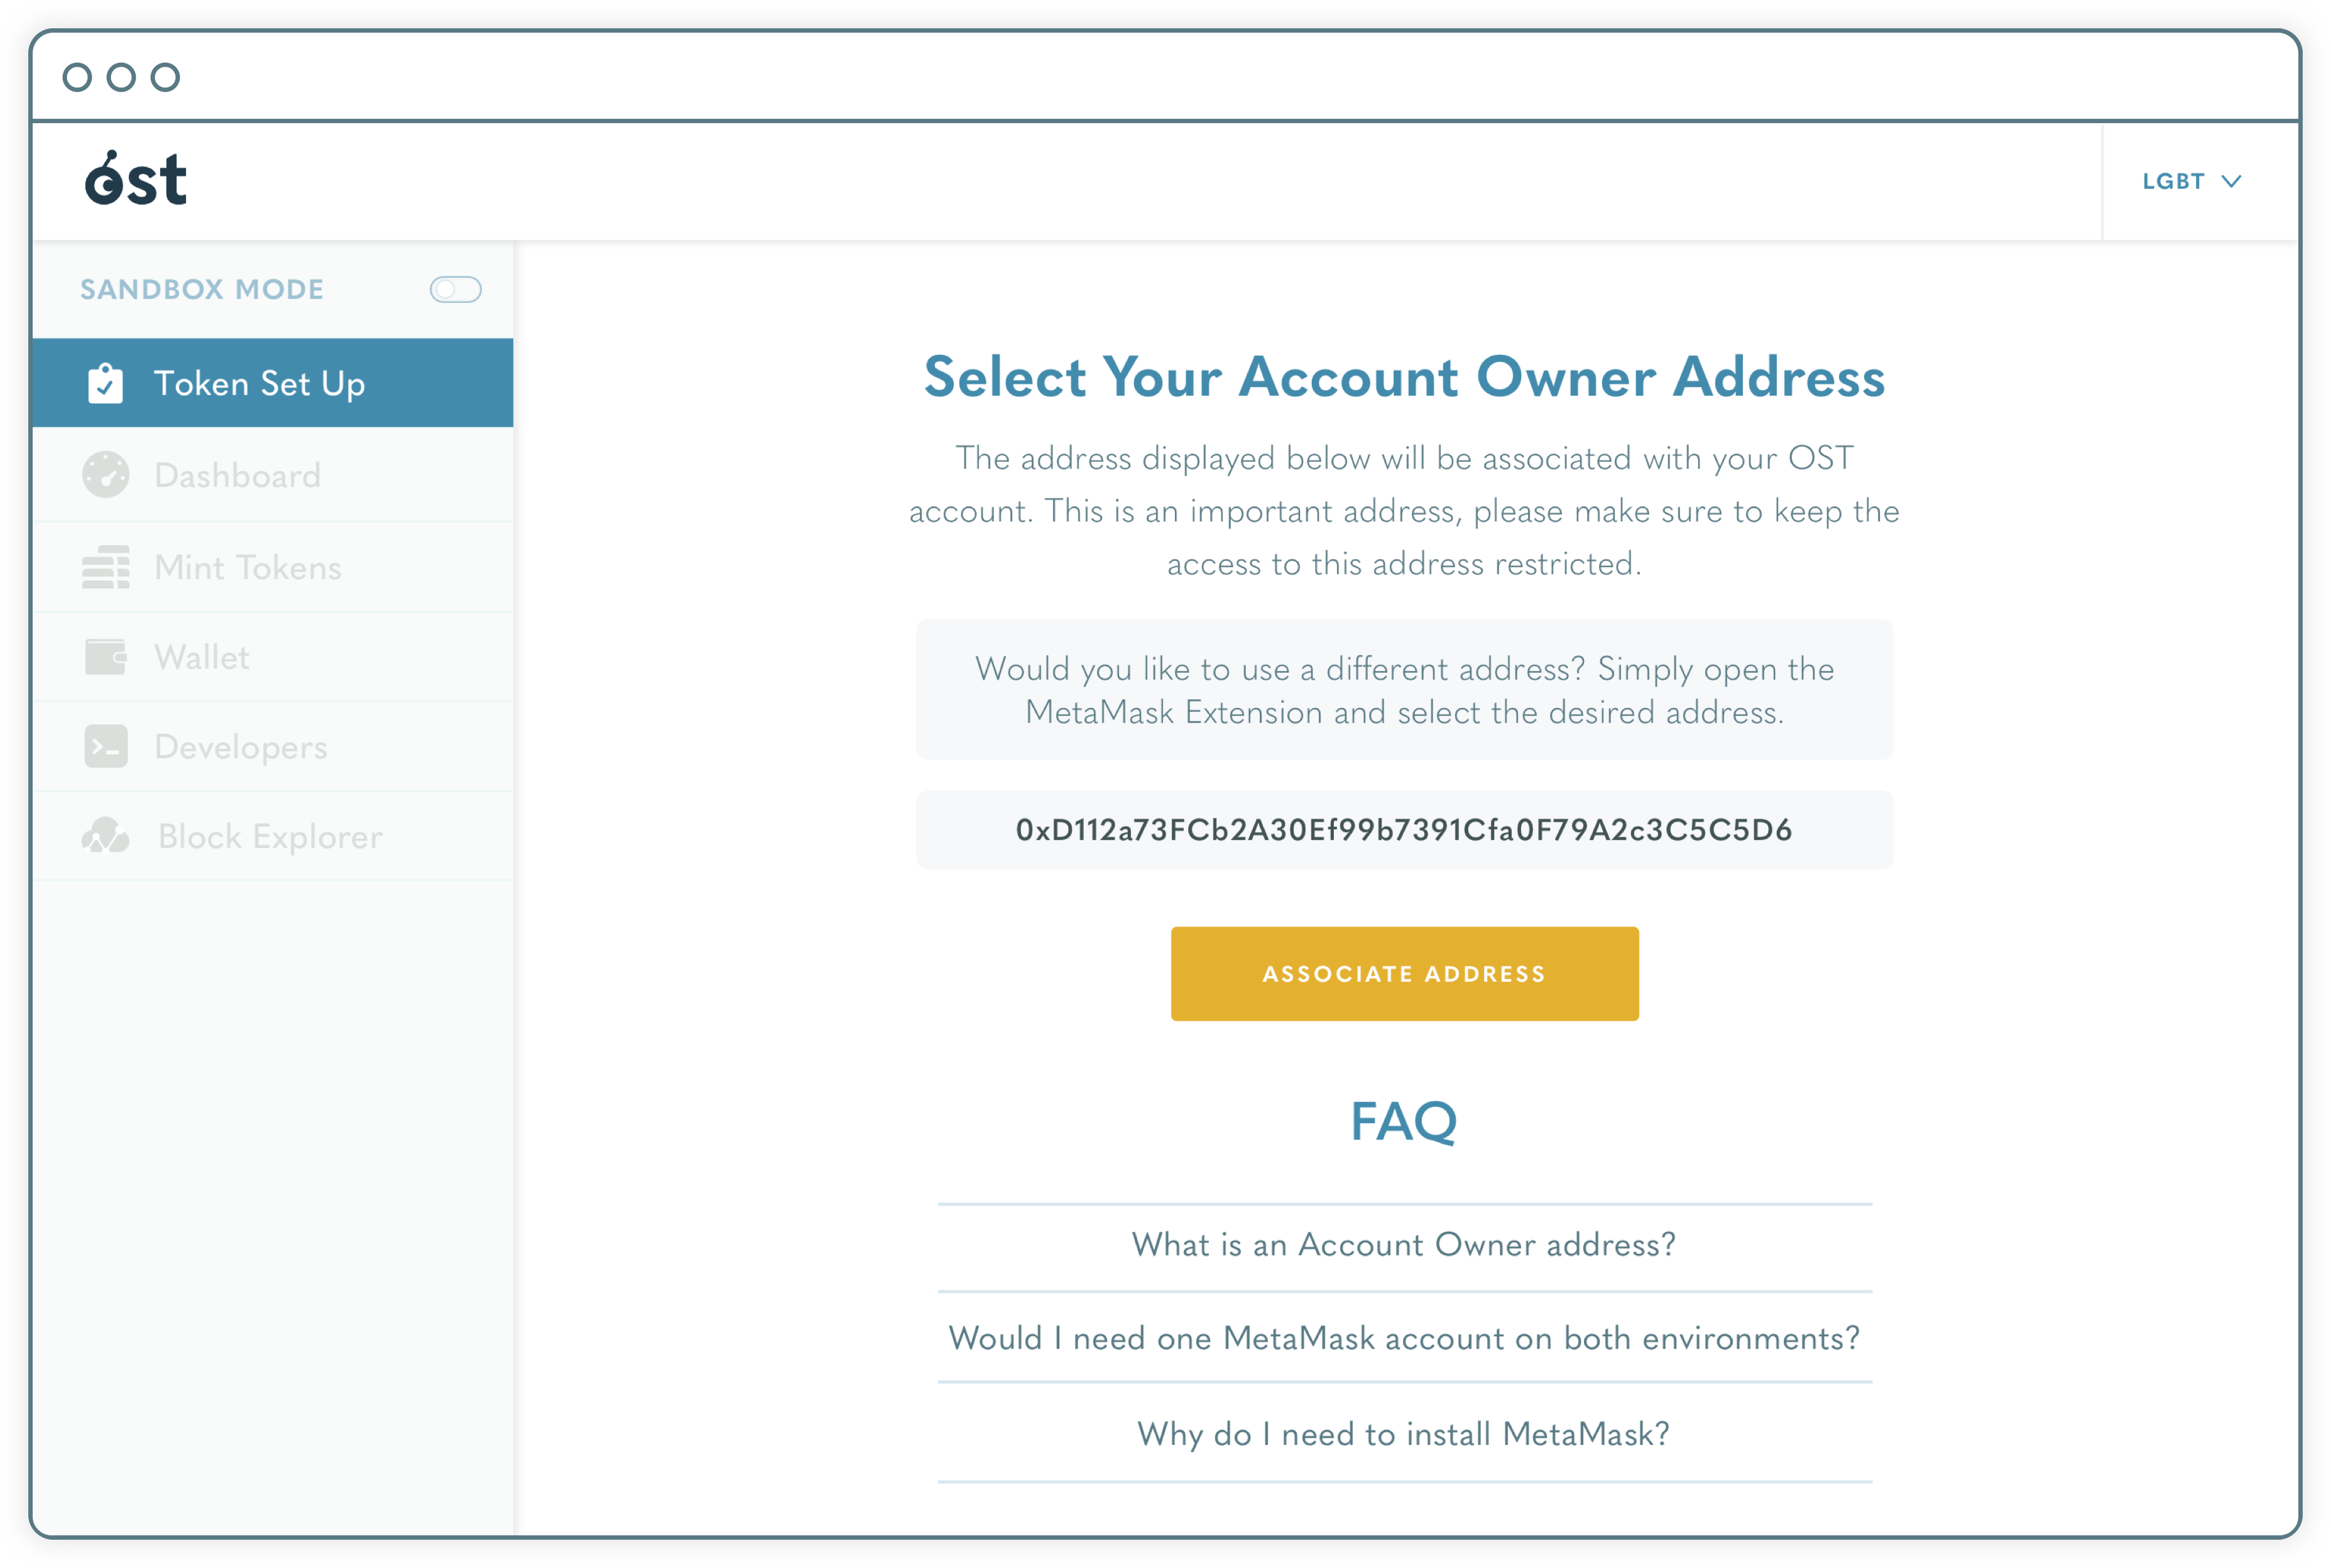 ost
LGBT
SANDBOX MODE
Token Set Up
Dashboard
Mint Tokens
Wallet
Developers
Block Explorer
Select Your Account Owner Address
The address displayed below will be associated with your OST
account. This is an important address, please make sure to keep the
access to this address restricted.
Would you like to use a different address? Simply open the
MetaMask Extension and select the desired address.
0xD112a73FCb2A30Ef99b7391Cfa0F79A2c3C5C5D6
ASSOCIATE ADDRESS
FAQ
What is an Account Owner address?
Would I need one MetaMask account on both environments?
Why do I need to install MetaMask?